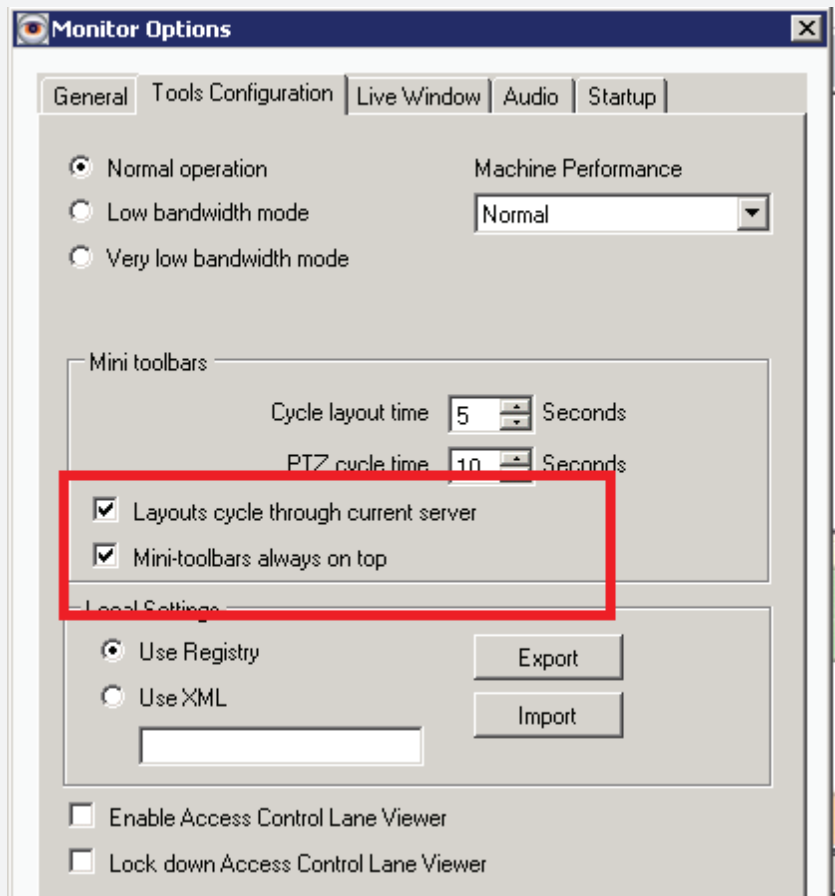 Monitor Options
General Tools Configuration Live Window Audio Startup
Normal operation Machine Performance
Low bandwidth mode Normal
Very low bandwidth mode
Mini toolbars
Cycle layout time 5 Seconds
PTZ cycle time 10 Seconds
Layouts cycle through current server
Mini-toolbars always on top
Local Settings
Use Registry Export
Use XML Import
Enable Access Control Lane Viewer
Lock down Access Control Lane Viewer